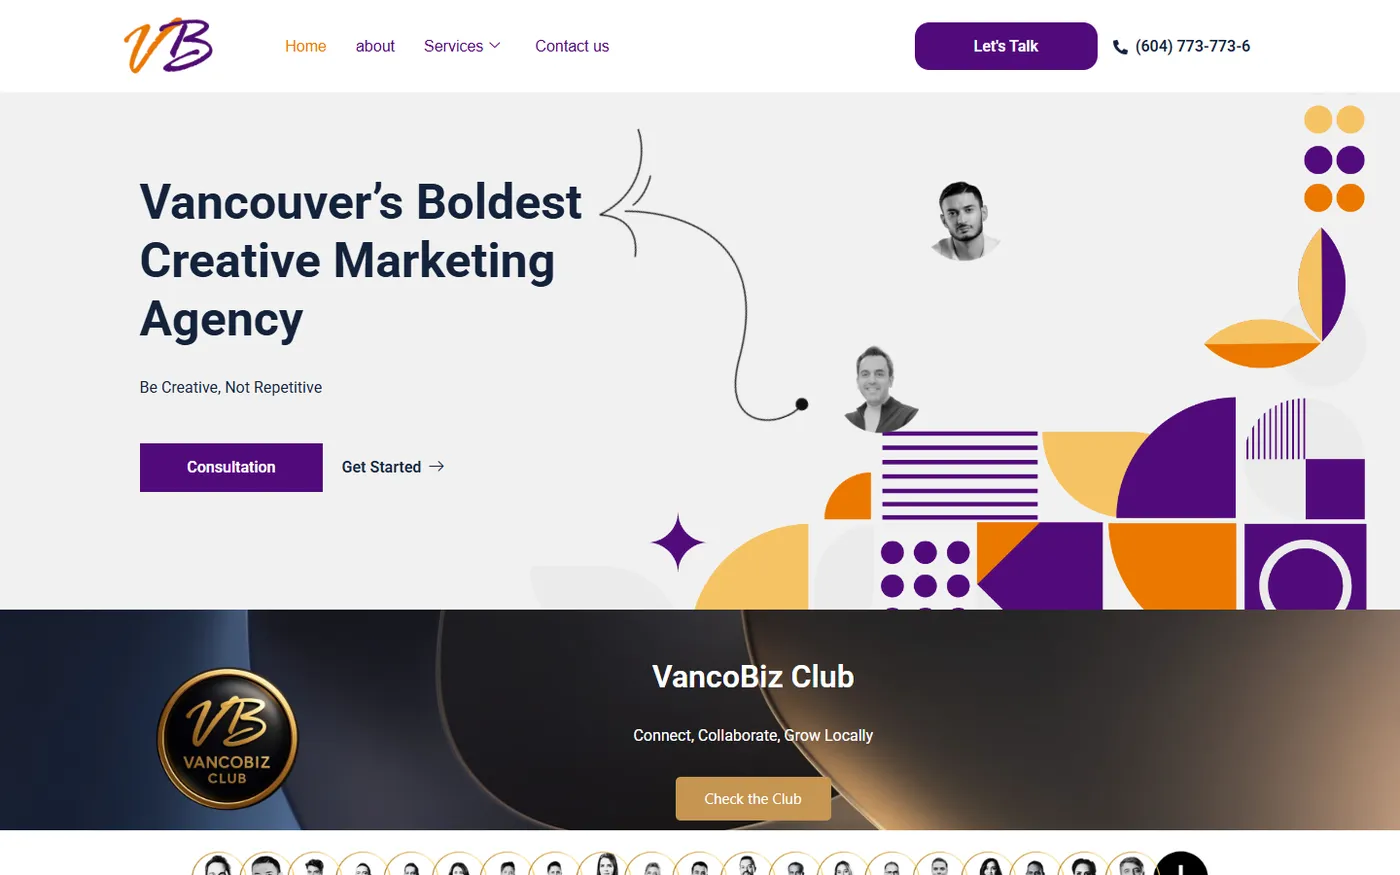 VB
Home
about
Services
Contact us
Let's Talk
(604) 773-773-6
Vancouver’s Boldest
Creative Marketing
Agency
Be Creative, Not Repetitive
Consultation
Get Started
VB
VANCOBIZ
CLUB
VancoBiz Club
Connect, Collaborate, Grow Locally
Check the Club